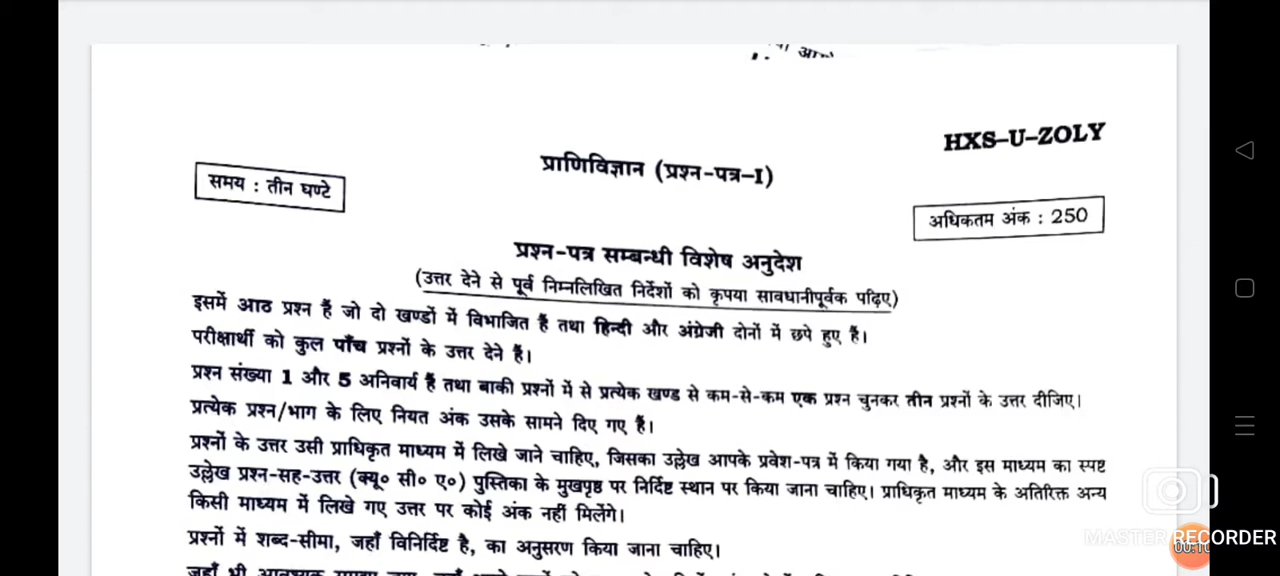 HXS–U–ZOLY
प्राणिविज्ञान (प्रश्न-पत्र–I)
समय : तीन घण्टे
अधिकतम अंक : 250
प्रश्न-पत्र सम्बन्धी विशेष अनुदेश
(उत्तर देने से पूर्व निम्नलिखित निर्देशों को कृपया सावधानीपूर्वक पढ़िए)
इसमें आठ प्रश्न हैं जो दो खण्डों में विभाजित हैं तथा हिन्दी और अंग्रेजी दोनों में छपे हुए हैं।
परीक्षार्थी को कुल पाँच प्रश्नों के उत्तर देने हैं।
प्रश्न संख्या 1 और 5 अनिवार्य हैं तथा बाकी प्रश्नों में से प्रत्येक खण्ड से कम-से-कम एक प्रश्न चुनकर तीन प्रश्नों के उत्तर दीजिए।
प्रत्येक प्रश्न/भाग के लिए नियत अंक उसके सामने दिए गए हैं।
प्रश्नों के उत्तर उसी प्राधिकृत माध्यम में लिखे जाने चाहिए, जिसका उल्लेख आपके प्रवेश-पत्र में किया गया है, और इस माध्यम का स्पष्ट
उल्लेख प्रश्न-सह-उत्तर (क्यू० सी० ए०) पुस्तिका के मुखपृष्ठ पर निर्दिष्ट स्थान पर किया जाना चाहिए। प्राधिकृत माध्यम के अतिरिक्त अन्य
किसी माध्यम में लिखे गए उत्तर पर कोई अंक नहीं मिलेंगे।
प्रश्नों में शब्द-सीमा, जहाँ विनिर्दिष्ट है, का अनुसरण किया जाना चाहिए।
जहाँ भी आवश्यक
MASTER RECORDER
00:10